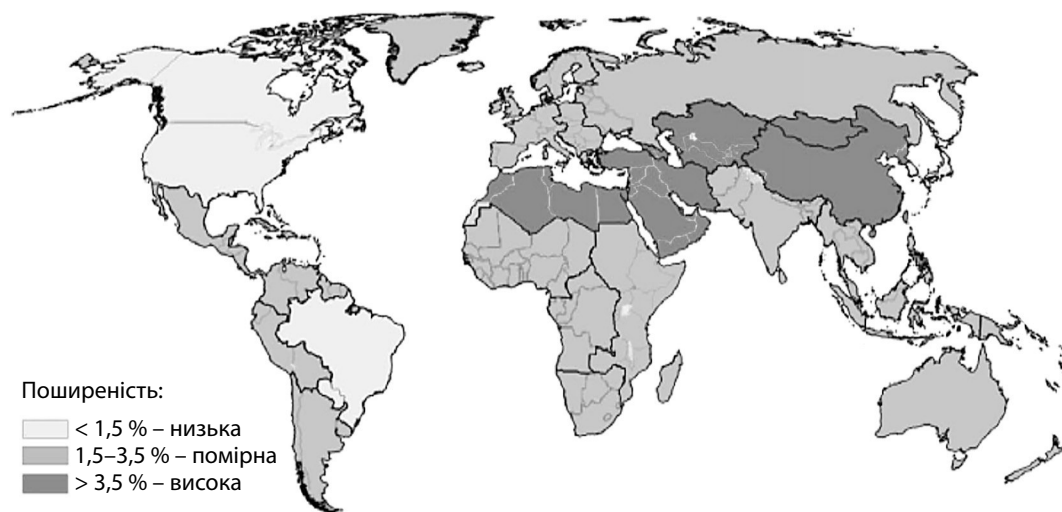 Поширеність:
< 1,5 % – низька
1,5–3,5 % – помірна
> 3,5 % – висока